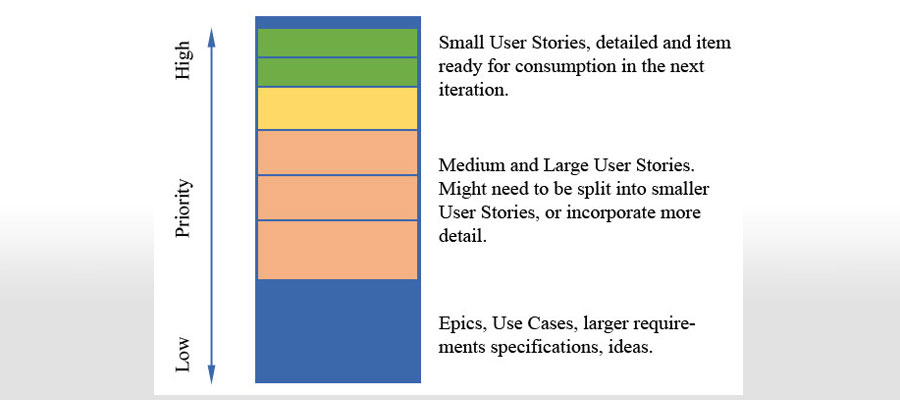 High
Small User Stories, detailed and item
ready for consumption in the next
iteration.
Priority
Medium and Large User Stories.
Might need to be split into smaller
User Stories, or incorporate more
detail.
Low
Epics, Use Cases, larger require-
ments specifications, ideas.